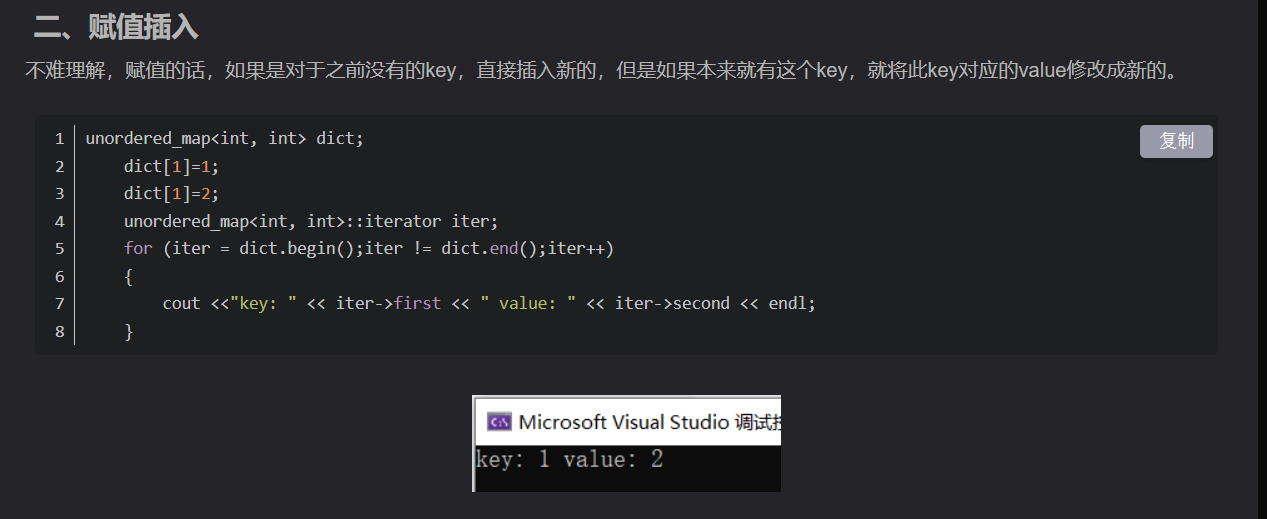 二、赋值插入
不难理解，赋值的话，如果是对于之前没有的key，直接插入新的，但是如果本来就有这个key，就将此key对应的value修改成新的。
复制
1 unordered_map<int, int> dict;
2     dict[1]=1;
3     dict[1]=2;
4     unordered_map<int, int>::iterator iter;
5     for (iter = dict.begin();iter != dict.end();iter++)
6     {
7         cout <<"key: " << iter->first << " value: " << iter->second << endl;
8     }
C:\ Microsoft Visual Studio 调试
key: 1 value: 2